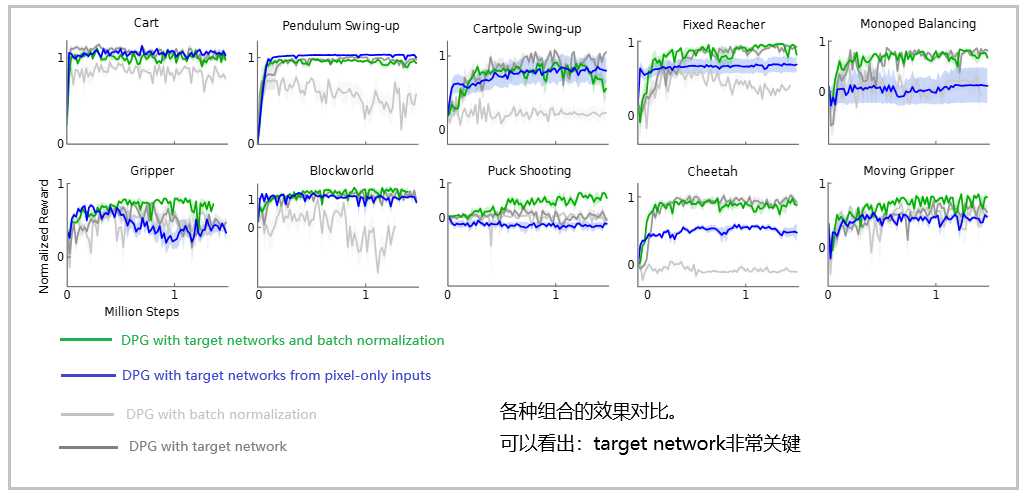 Cart
Pendulum Swing-up
Cartpole Swing-up
Fixed Reacher
Monoped Balancing
1
0
1
0
1
0
1
0
1
0
Gripper
Blockworld
Puck Shooting
Cheetah
Moving Gripper
Normalized Reward
1
0
1
0
1
0
1
0
1
0
0 1
0 1
0 1
0 1
0 1
Million Steps
DPG with target networks and batch normalization
DPG with target networks from pixel-only inputs
DPG with batch normalization
DPG with target network
各种组合的效果对比。
可以看出：target network非常关键